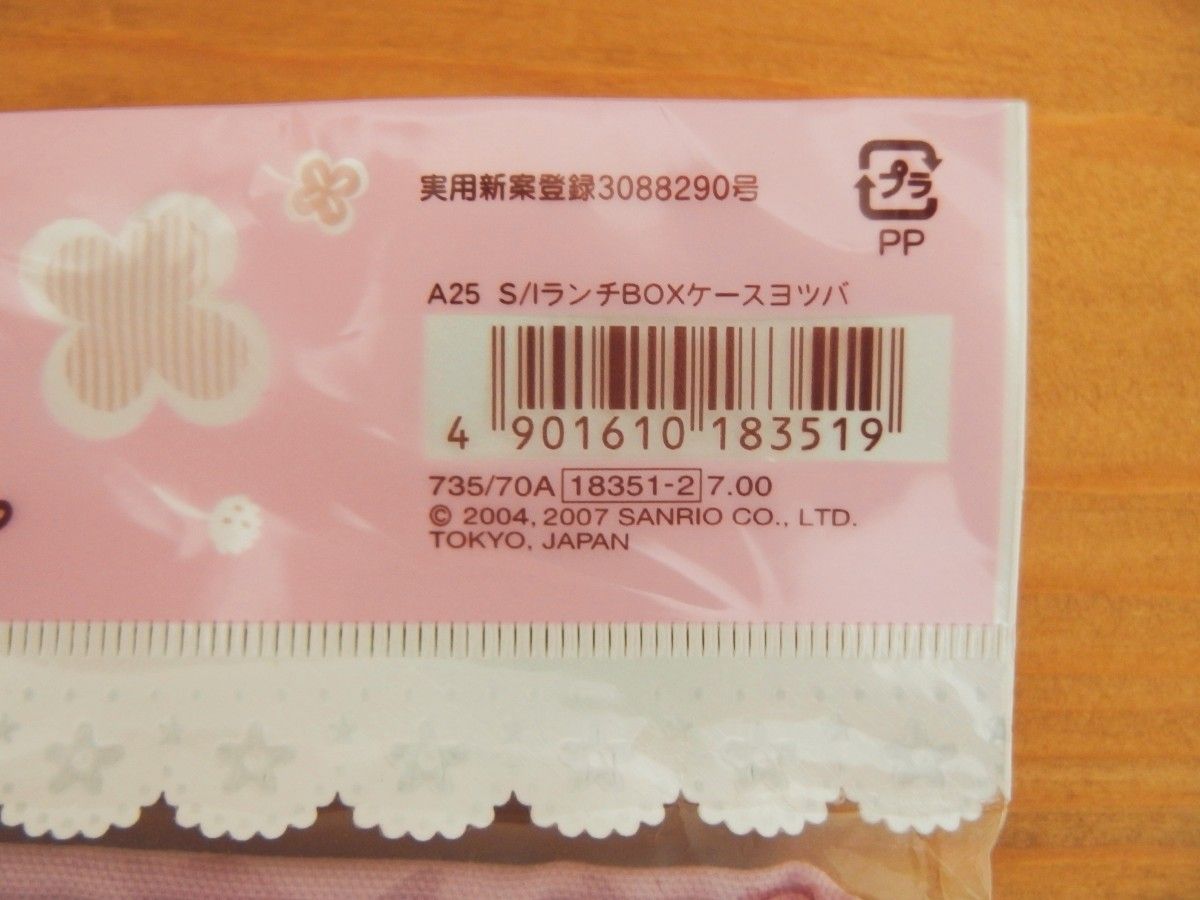 実用新案登録3088290号
プラ
PP
A25 S/IランチBOXケースヨツバ
4 901610 183519
735/70A 18351-2 7.00
© 2004, 2007 SANRIO CO., LTD.
TOKYO, JAPAN